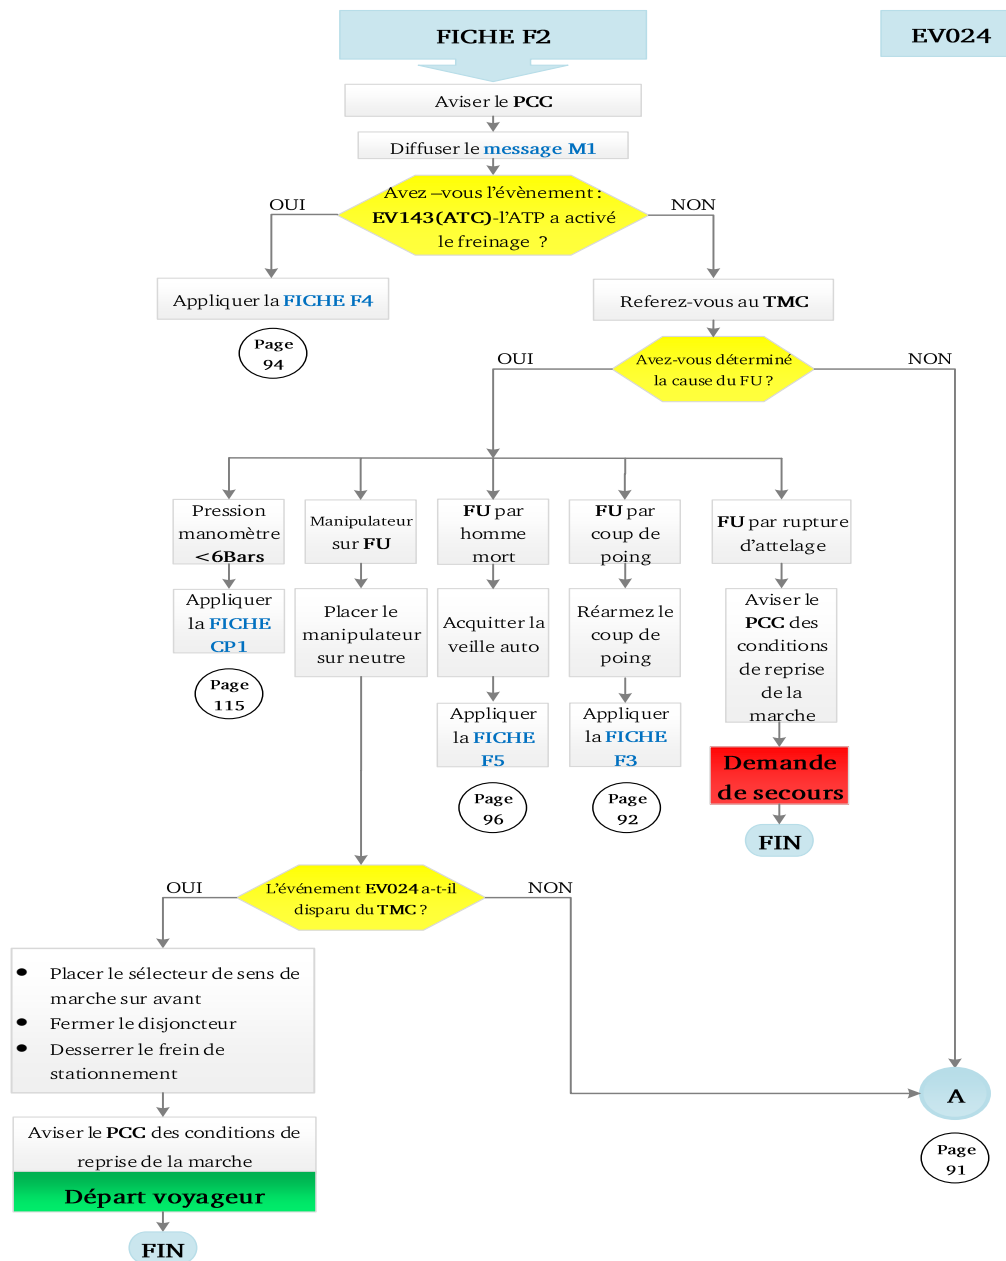 FICHE F2
EV024
Aviser le PCC
Diffuser le message M1
Avez –vous l'évènement :
EV143(ATC)-l'ATP a activé
le freinage ?
OUI
NON
Appliquer la FICHE F4
Page
94
Referez-vous au TMC
Avez-vous déterminé
la cause du FU ?
OUI
NON
Pression
manomètre
<6Bars
Appliquer
la FICHE
CP1
Page
115
Manipulateur
sur FU
Placer le
manipulateur
sur neutre
FU par
homme
mort
Acquitter la
veille auto
Appliquer
la FICHE
F5
Page
96
FU par
coup de
poing
Réarmez le
coup de
poing
Appliquer
la FICHE
F3
Page
92
FU par rupture
d'attelage
Aviser le
PCC des
conditions
de reprise
de la
marche
Demande
de secours
FIN
L'événement EV024 a-t-il
disparu du TMC ?
OUI
NON
● Placer le sélecteur de sens de
marche sur avant
● Fermer le disjoncteur
● Desserrer le frein de
stationnement
Aviser le PCC des conditions de
reprise de la marche
Départ voyageur
FIN
A
Page
91